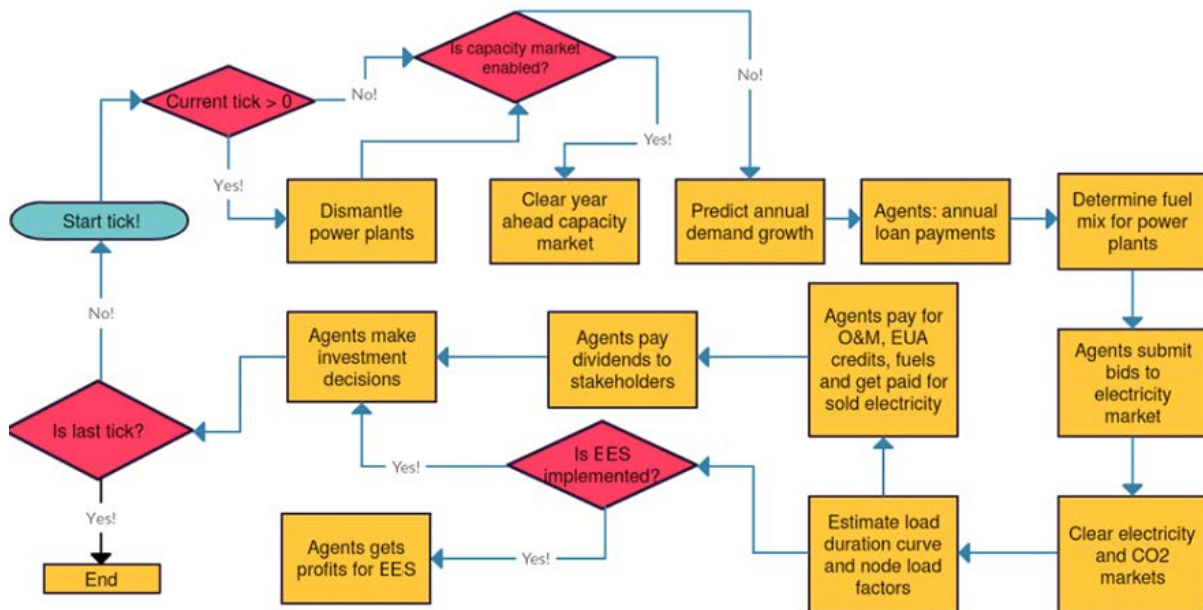 Is capacity market
enabled?
Current tick > 0
No!
No!
Yes!
Yes!
Start tick!
Dismantle
power plants
Clear year
ahead capacity
market
Predict annual
demand growth
Agents: annual
loan payments
Determine fuel
mix for power
plants
No!
Agents make
investment
decisions
Agents pay
dividends to
stakeholders
Agents pay for
O&M, EUA
credits, fuels
and get paid for
sold electricity
Agents submit
bids to
electricity
market
Is last tick?
Yes!
Is EES
implemented?
Yes!
Agents gets
profits for EES
Yes!
Estimate load
duration curve
and node load
factors
Clear electricity
and CO2
markets
End